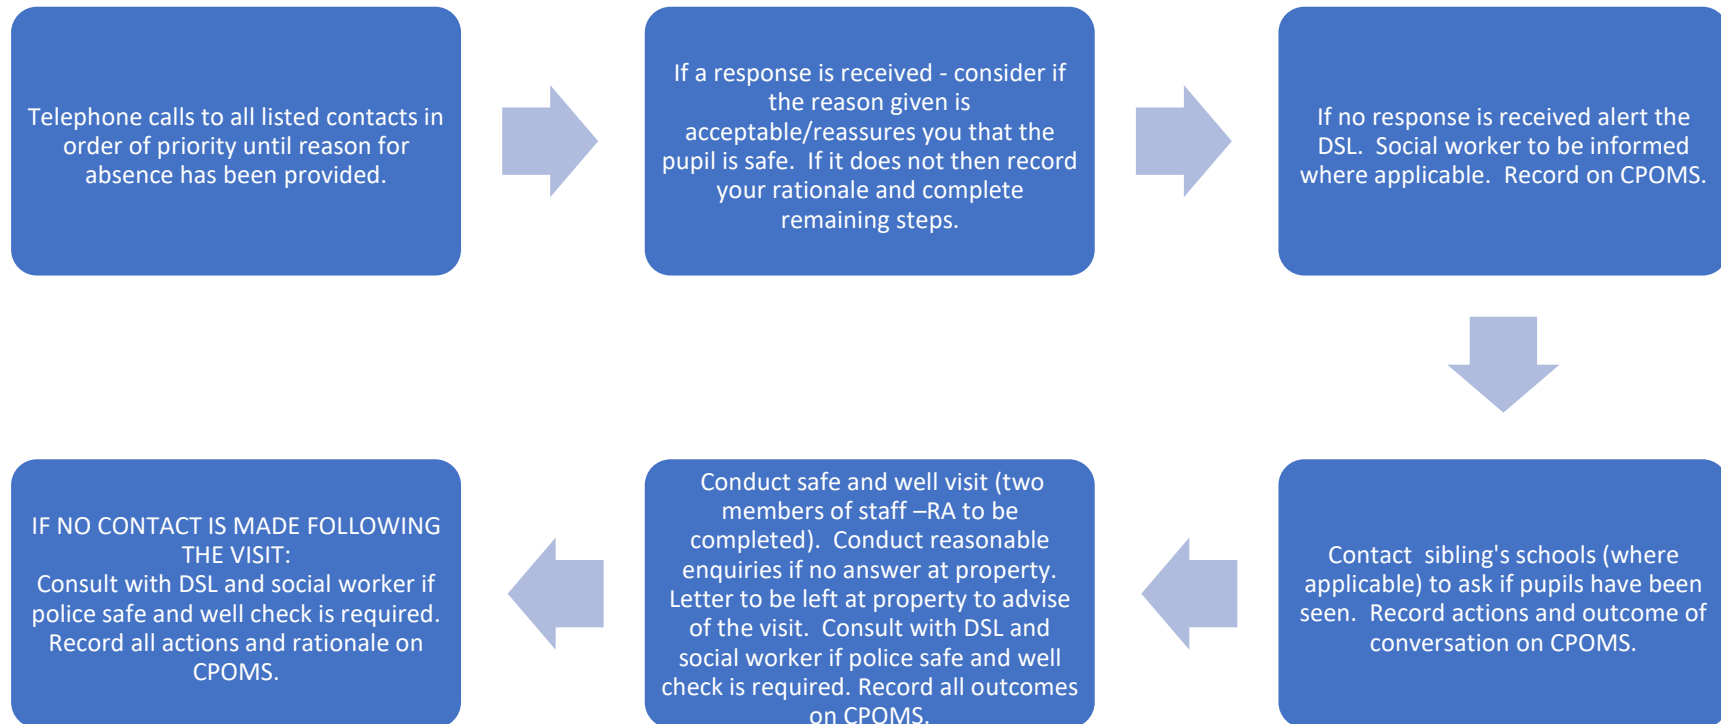 Telephone calls to all listed contacts in
order of priority until reason for
absence has been provided.
If a response is received - consider if
the reason given is
acceptable/reassures you that the
pupil is safe.  If it does not then record
your rationale and complete
remaining steps.
If no response is received alert the
DSL.  Social worker to be informed
where applicable.  Record on CPOMS.
Contact  sibling's schools (where
applicable) to ask if pupils have been
seen.  Record actions and outcome of
conversation on CPOMS.
Conduct safe and well visit (two
members of staff –RA to be
completed).  Conduct reasonable
enquiries if no answer at property.
Letter to be left at property to advise
of the visit.  Consult with DSL and
social worker if police safe and well
check is required. Record all outcomes
on CPOMS.
IF NO CONTACT IS MADE FOLLOWING
THE VISIT:
Consult with DSL and social worker if
police safe and well check is required.
Record all actions and rationale on
CPOMS.